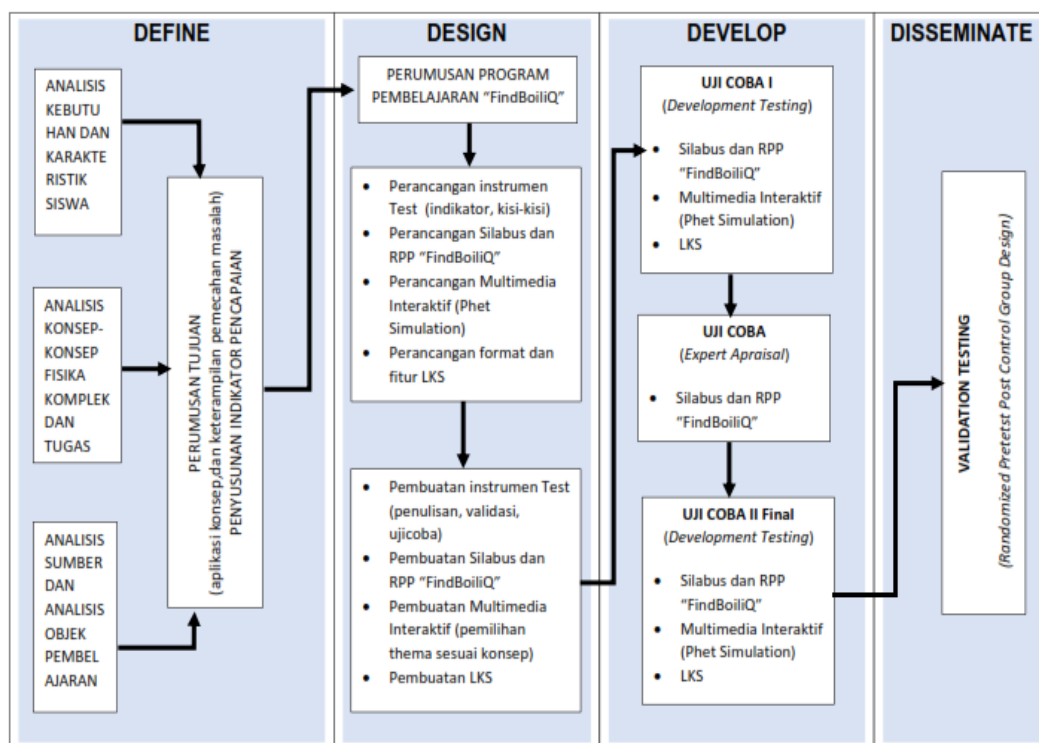 DEFINE
ANALISIS
KEBUTU
HAN DAN
KARAKTE
RISTIK
SISWA
ANALISIS
KONSEP-
KONSEP
FISIKA
KOMPLEK
DAN
TUGAS
ANALISIS
SUMBER
DAN
ANALISIS
OBJEK
PEMBEL
AJARAN
PERUMUSAN TUJUAN
(aplikasi konsep,dan keterampilan pemecahan masalah)
PENYUSUNAN INDIKATOR PENCAPAIAN
DESIGN
PERUMUSAN PROGRAM
PEMBELAJARAN “FindBoiliQ”
• Perancangan instrumen
Test (indikator, kisi-kisi)
• Perancangan Silabus dan
RPP “FindBoiliQ”
• Perancangan Multimedia
Interaktif (Phet
Simulation)
• Perancangan format dan
fitur LKS
• Pembuatan instrumen Test
(penulisan, validasi,
ujicoba)
• Pembuatan Silabus dan
RPP “FindBoiliQ”
• Pembuatan Multimedia
Interaktif (pemilihan
thema sesuai konsep)
• Pembuatan LKS
DEVELOP
UJI COBA I
(Development Testing)
• Silabus dan RPP
“FindBoiliQ”
• Multimedia Interaktif
(Phet Simulation)
• LKS
UJI COBA
(Expert Appraisal)
• Silabus dan RPP
“FindBoiliQ”
UJI COBA II Final
(Development Testing)
• Silabus dan RPP
“FindBoiliQ”
• Multimedia Interaktif
(Phet Simulation)
• LKS
DISSEMINATE
VALIDATION TESTING
(Randomized Pretetst Post Control Group Design)